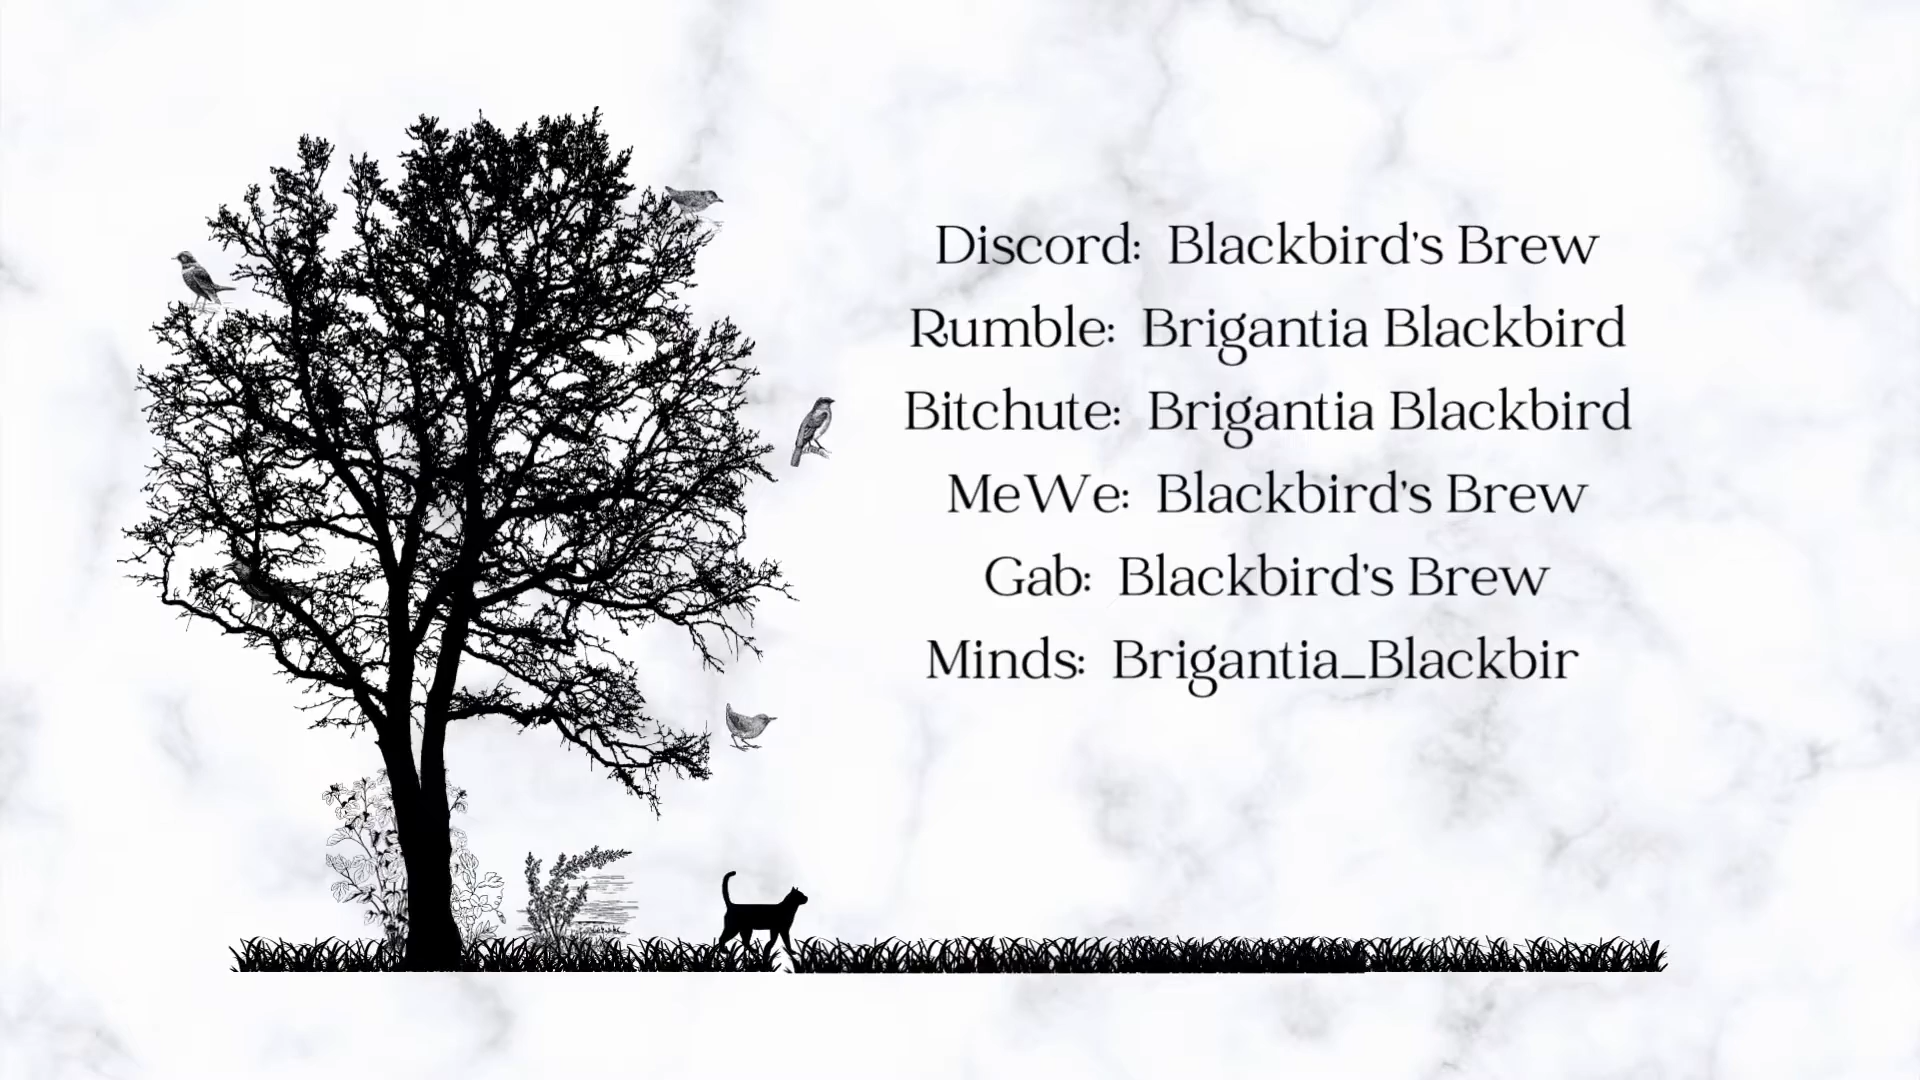 Discord: Blackbird's Brew
Rumble: Brigantia Blackbird
Bitchute: Brigantia Blackbird
MeWe: Blackbird's Brew
Gab: Blackbird's Brew
Minds: Brigantia_Blackbir